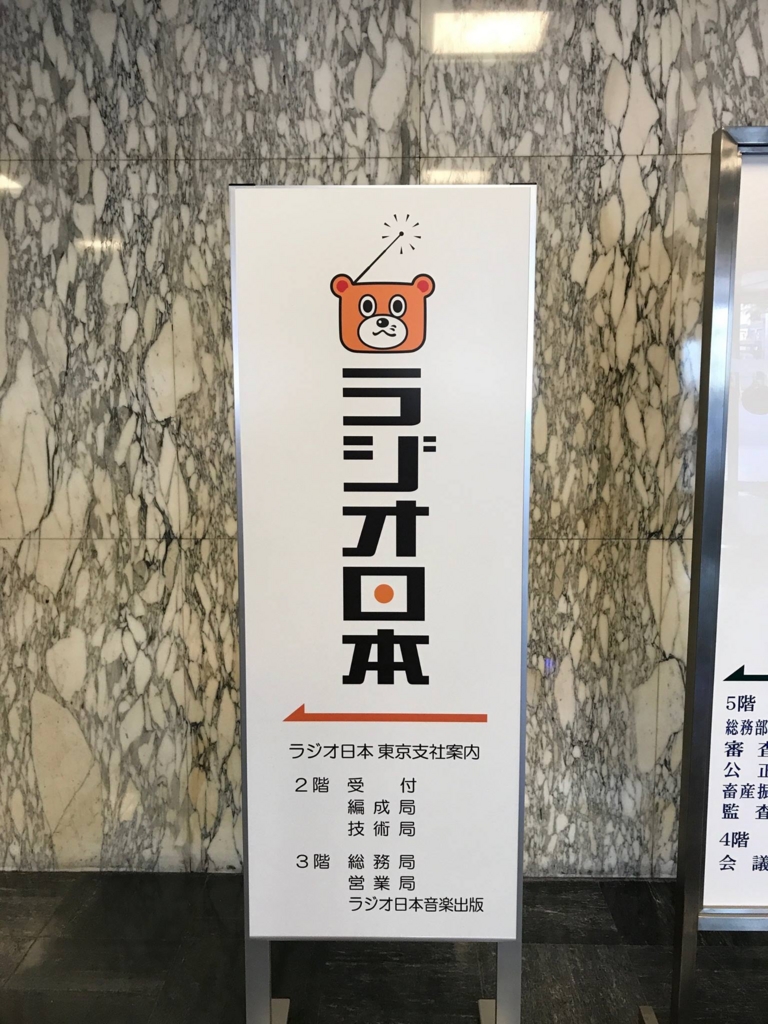 ラジオ日本
ラジオ日本 東京支社案内
2階 受付
編成局
技術局
3階 総務局
営業局
ラジオ日本音楽出版
5階
総務部
審査
公正
畜産振
監査
4階
会議